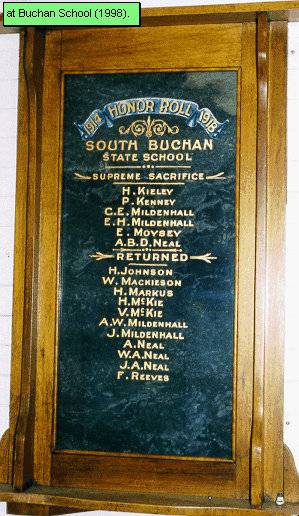 at Buchan School (1998).
1914 HONOR ROLL 1918
SOUTH BUCHAN
STATE SCHOOL
SUPREME SACRIFICE
H. KIELEY
P. KENNEY
C.E. MILDENHALL
E.H. MILDENHALL
E. MOYSEY
A.B.D. NEAL
RETURNED
H. JOHNSON
W. MACKIESON
H. MARKUS
H. McKIE
V. McKIE
A.W. MILDENHALL
J. MILDENHALL
A. NEAL
W.A. NEAL
J.A. NEAL
F. REEVES